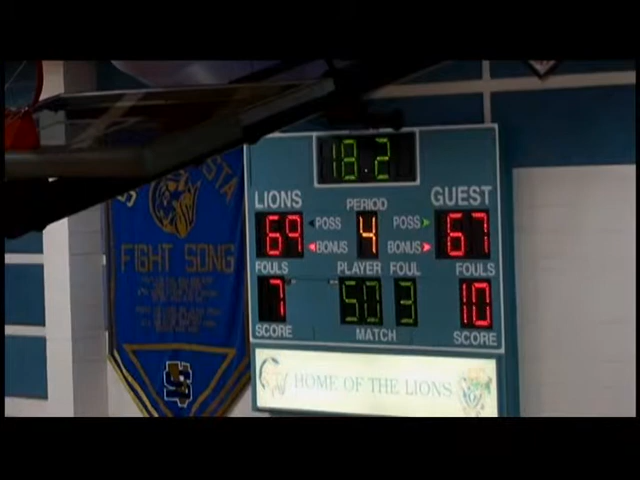 18.2
LIONS PERIOD GUEST
69 POSS 4 POSS 67
BONUS BONUS
FOULS PLAYER FOUL FOULS
7 50 3 10
SCORE MATCH SCORE
HOME OF THE LIONS
STA
FIGHT SONG